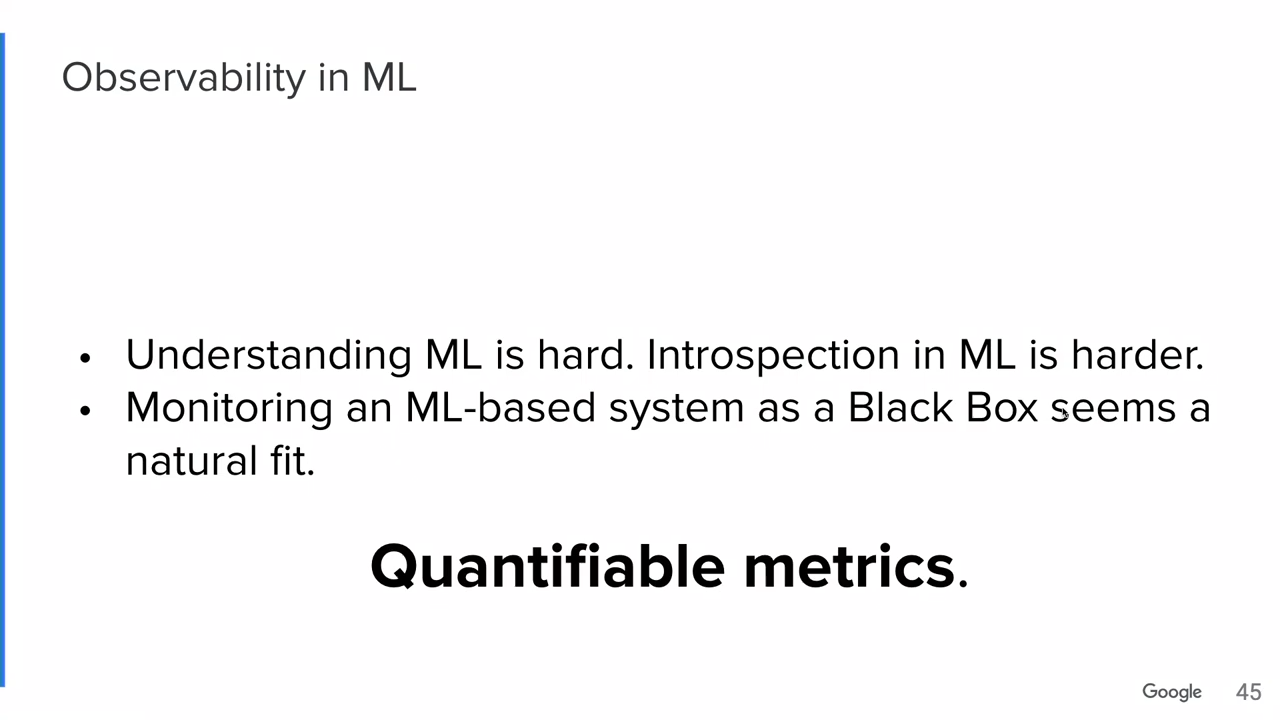 Observability in ML
• Understanding ML is hard. Introspection in ML is harder.
• Monitoring an ML-based system as a Black Box seems a
natural fit.
Quantifiable metrics.
Google 45